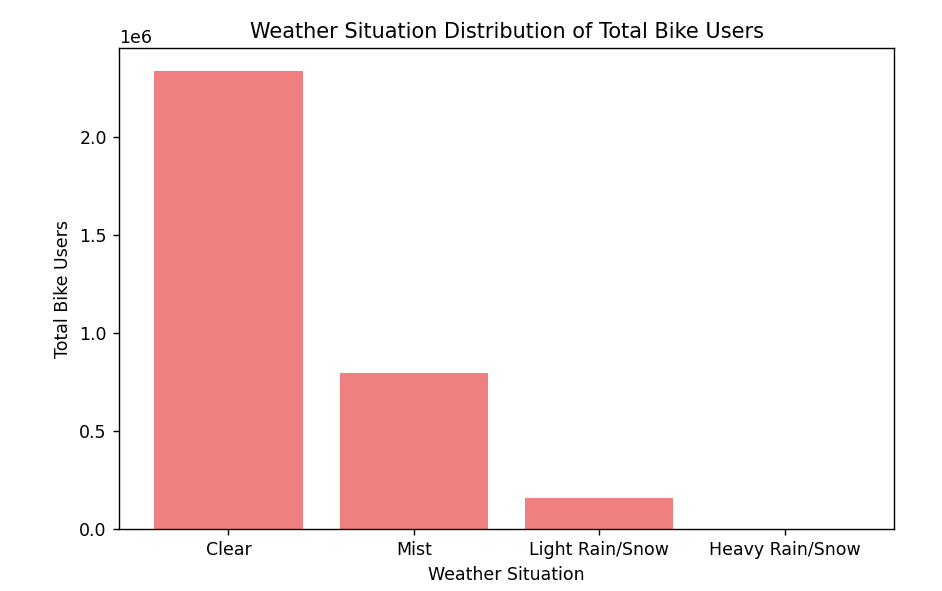 Weather Situation Distribution of Total Bike Users
1e6
2.0
1.5
1.0
0.5
0.0
Total Bike Users
Clear
Mist
Light Rain/Snow
Heavy Rain/Snow
Weather Situation